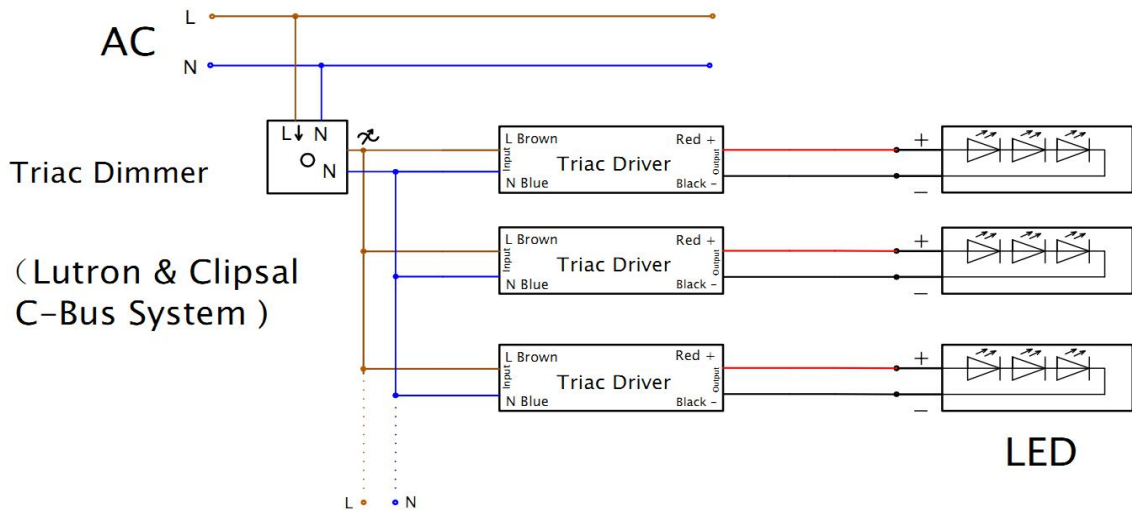 L
AC
N
L N
N
Triac Dimmer
（Lutron & Clipsal
C-Bus System )
L Brown
Input
N Blue
Triac Driver
Red +
Output
Black -
+
−
L Brown
Input
N Blue
Triac Driver
Red +
Output
Black -
+
−
L Brown
Input
N Blue
Triac Driver
Red +
Output
Black -
+
−
LED
L N